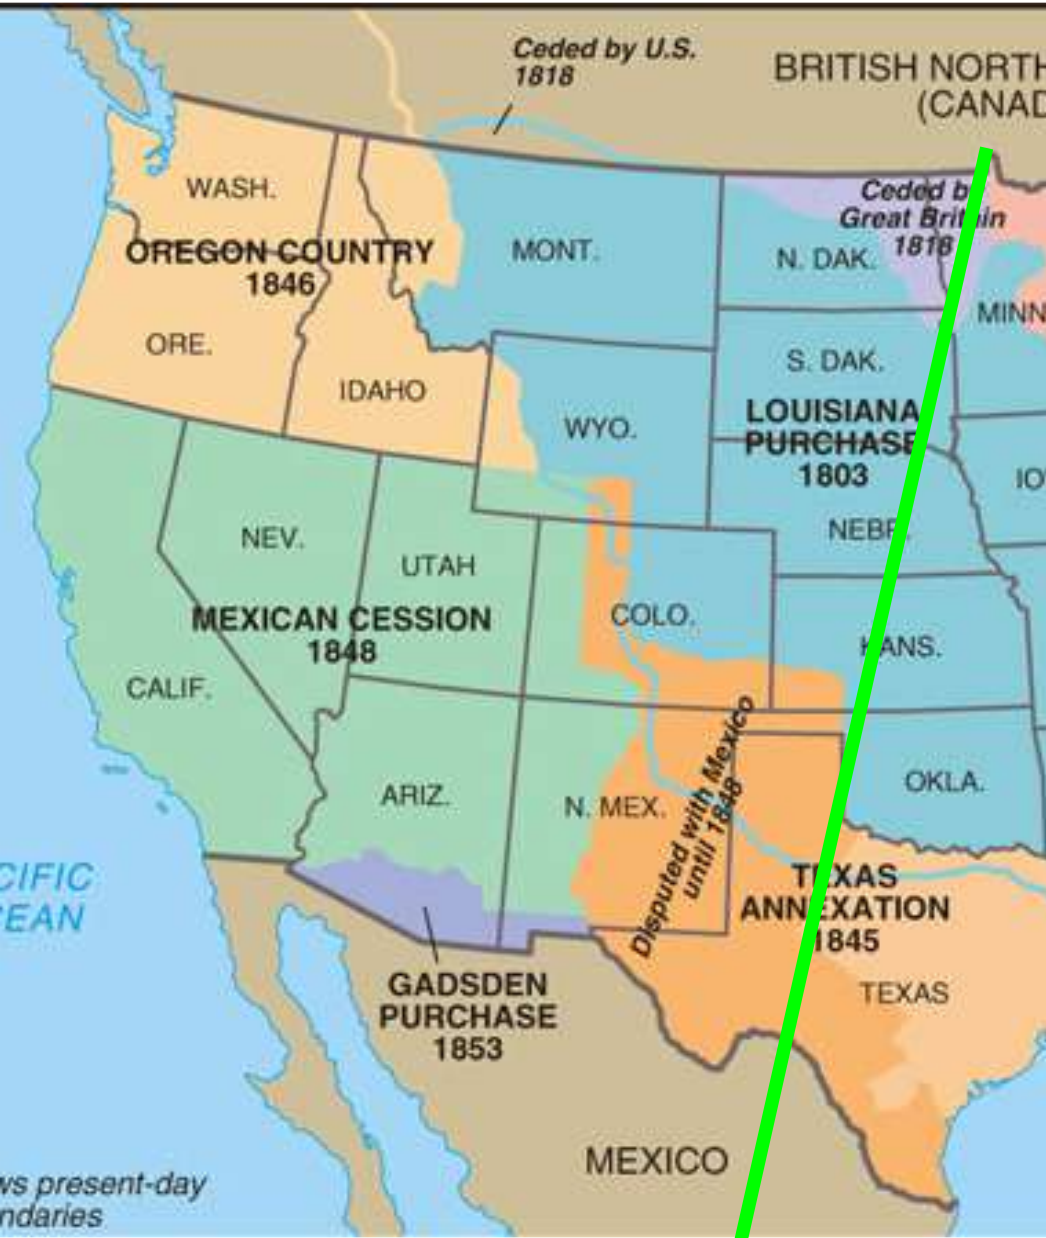 Ceded by U.S.
1818
BRITISH NORTH
(CANAD
WASH.
Ceded b
Great Britain
1818
OREGON COUNTRY
1846
MONT.
N. DAK.
MINN
ORE.
S. DAK.
IDAHO
LOUISIANA
PURCHASE
1803
WYO.
IO
NEBR.
NEV.
UTAH
COLO.
MEXICAN CESSION
1848
KANS.
CALIF.
Disputed with Mexico
until 1848
ARIZ.
N. MEX.
OKLA.
CIFIC
EAN
TEXAS
ANNEXATION
1845
TEXAS
GADSDEN
PURCHASE
1853
MEXICO
ws present-day
ndaries